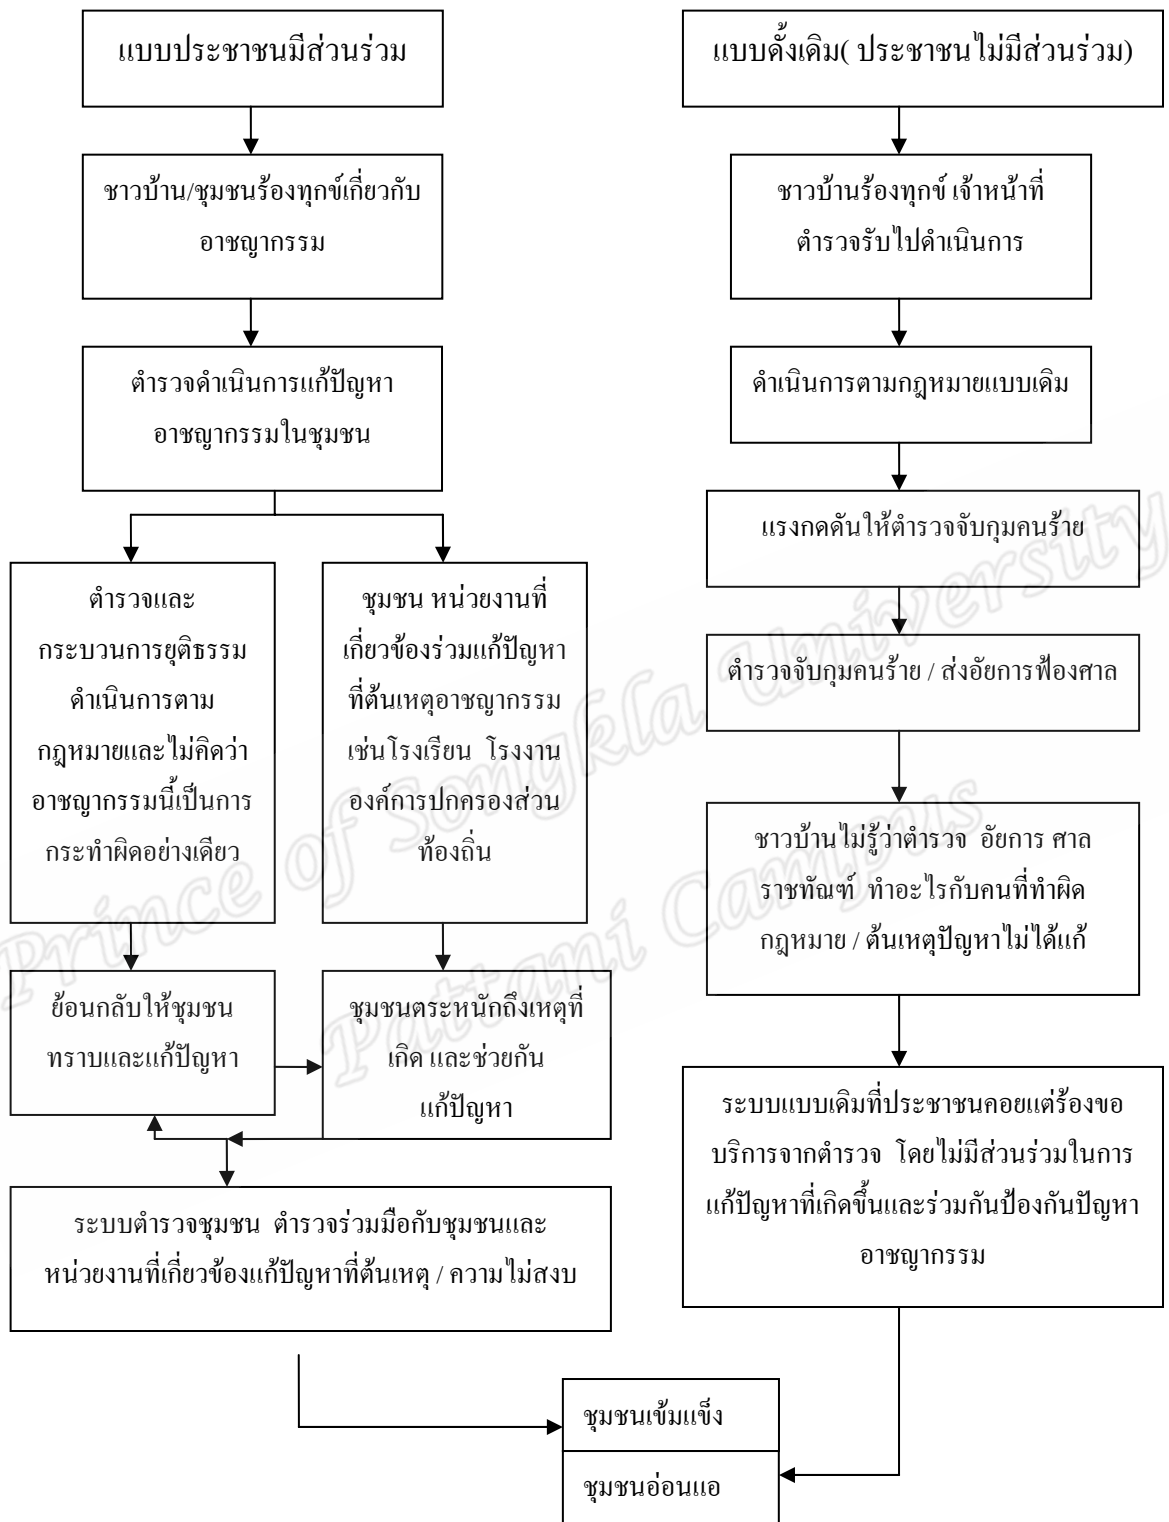 แบบประชาชนมีส่วนร่วม
ชาวบ้าน/ชุมชนร้องทุกข์เกี่ยวกับ
อาชญากรรม
ตำรวจดำเนินการแก้ปัญหา
อาชญากรรมในชุมชน
ตำรวจและ
กระบวนการยุติธรรม
ดำเนินการตาม
กฎหมายและไม่คิดว่า
อาชญากรรมนี้เป็นการ
กระทำผิดอย่างเดียว
ชุมชน หน่วยงานที่
เกี่ยวข้องร่วมแก้ปัญหา
ที่ต้นเหตุอาชญากรรม
เช่นโรงเรียน โรงงาน
องค์การปกครองส่วน
ท้องถิ่น
ย้อนกลับให้ชุมชน
ทราบและแก้ปัญหา
ชุมชนตระหนักถึงเหตุที่
เกิด และช่วยกัน
แก้ปัญหา
ระบบตำรวจชุมชน ตำรวจร่วมมือกับชุมชนและ
หน่วยงานที่เกี่ยวข้องแก้ปัญหาที่ต้นเหตุ / ความไม่สงบ
แบบดั้งเดิม( ประชาชนไม่มีส่วนร่วม)
ชาวบ้านร้องทุกข์ เจ้าหน้าที่
ตำรวจรับไปดำเนินการ
ดำเนินการตามกฎหมายแบบเดิม
แรงกดดันให้ตำรวจจับกุมคนร้าย
ตำรวจจับกุมคนร้าย / ส่งอัยการฟ้องศาล
ชาวบ้านไม่รู้ว่าตำรวจ อัยการ ศาล
ราชทัณฑ์ ทำอะไรกับคนที่ทำผิด
กฎหมาย / ต้นเหตุปัญหาไม่ได้แก้
ระบบแบบเดิมที่ประชาชนคอยแต่ร้องขอ
บริการจากตำรวจ โดยไม่มีส่วนร่วมในการ
แก้ปัญหาที่เกิดขึ้นและร่วมกันป้องกันปัญหา
อาชญากรรม
ชุมชนเข้มแข็ง
ชุมชนอ่อนแอ
Prince of Songkla University
Pattani Campus